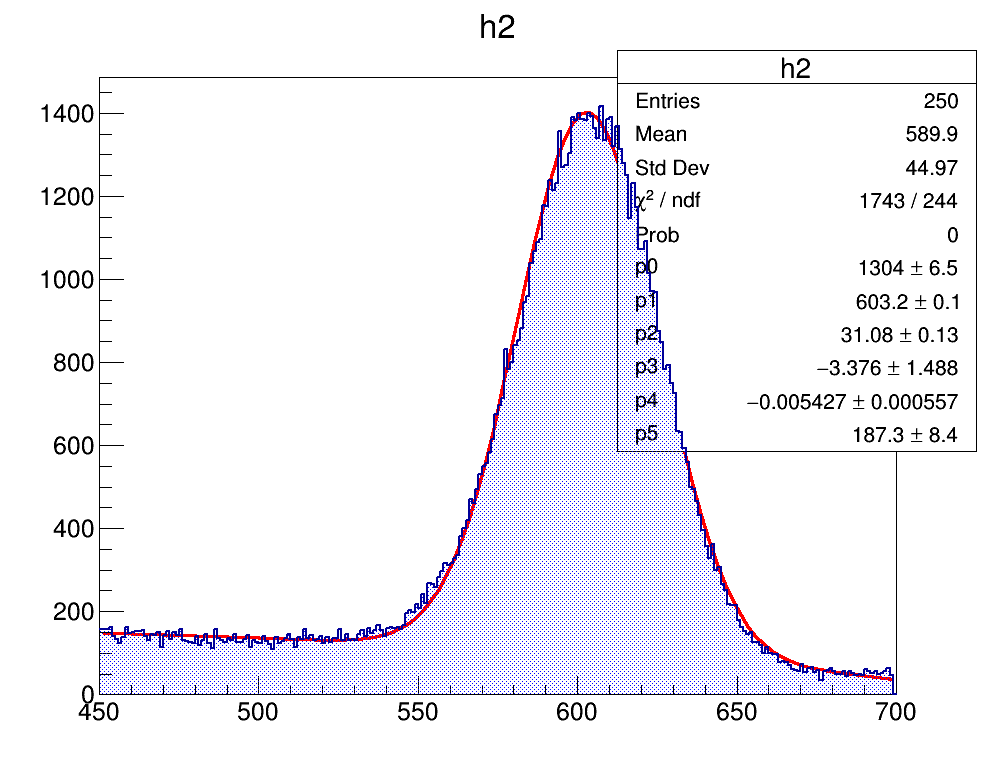 h2
h2
Entries 250
Mean 589.9
Std Dev 44.97
χ² / ndf 1743 / 244
Prob 0
p0 1304 ± 6.5
p1 603.2 ± 0.1
p2 31.08 ± 0.13
p3 −3.376 ± 1.488
p4 −0.005427 ± 0.000557
p5 187.3 ± 8.4
1400
1200
1000
800
600
400
200
0
450 500 550 600 650 700